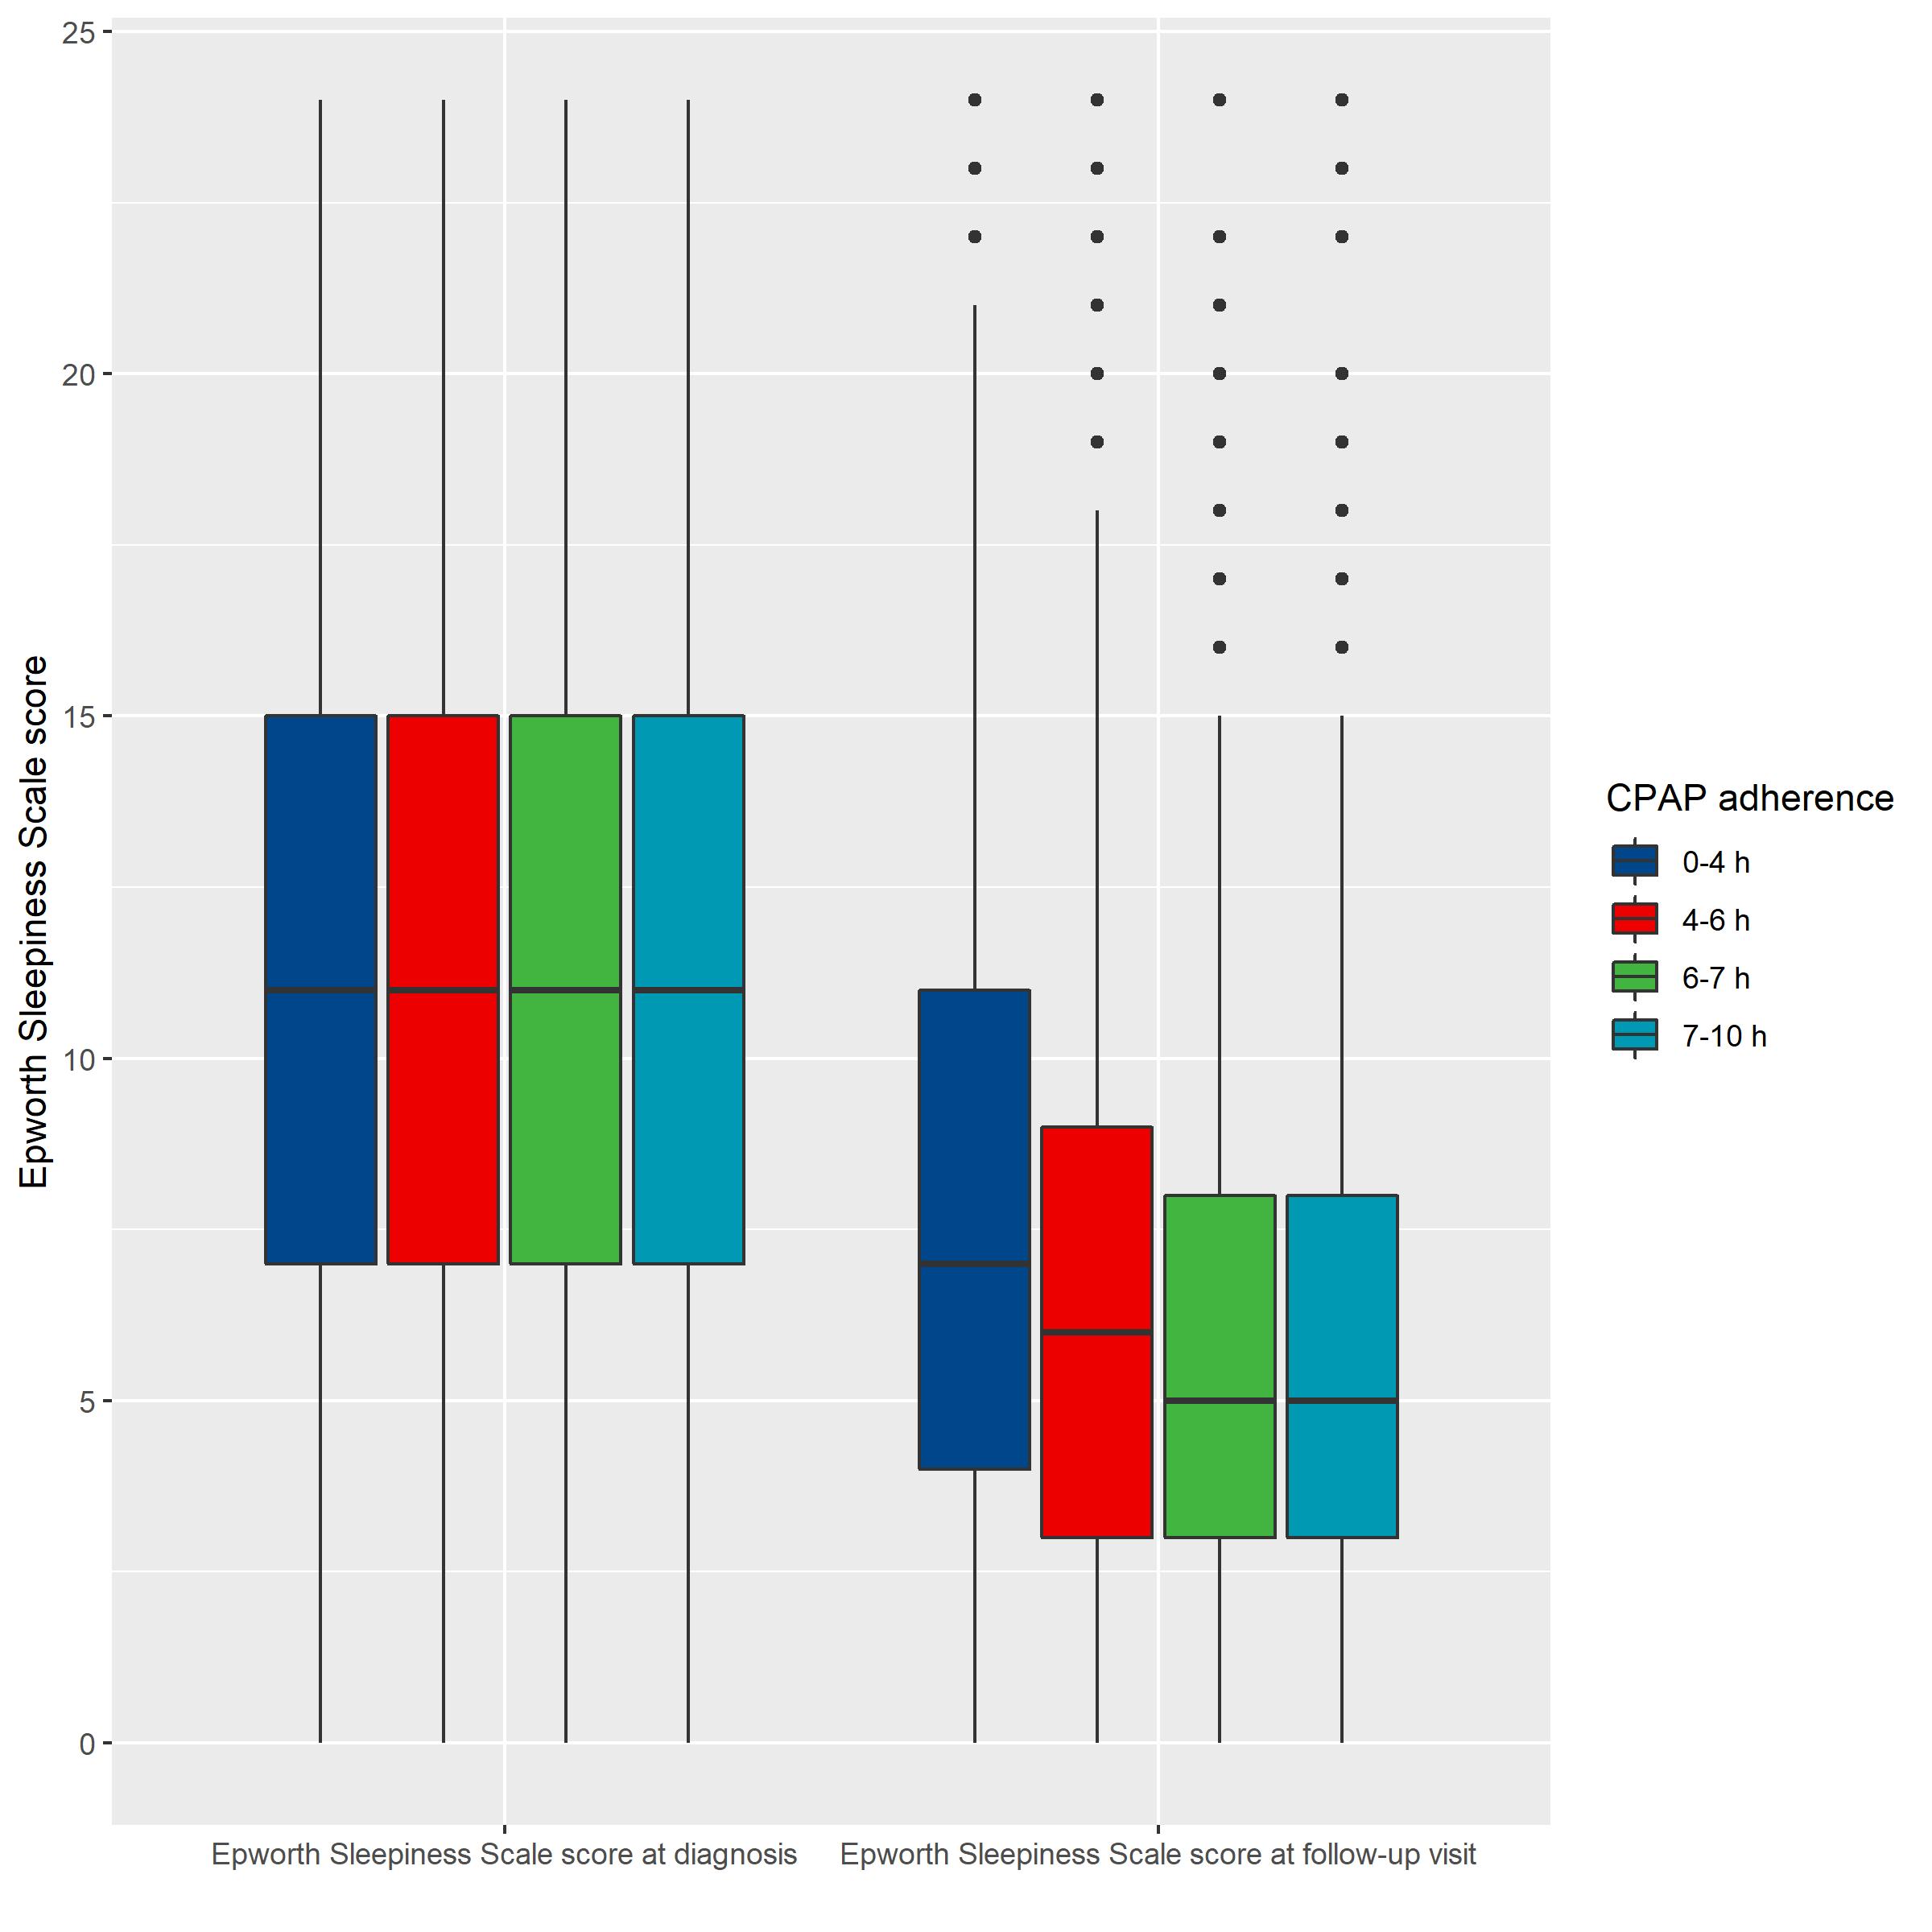 Epworth Sleepiness Scale score
25
20
15
10
5
0
Epworth Sleepiness Scale score at diagnosis
Epworth Sleepiness Scale score at follow-up visit
CPAP adherence
0-4 h
4-6 h
6-7 h
7-10 h